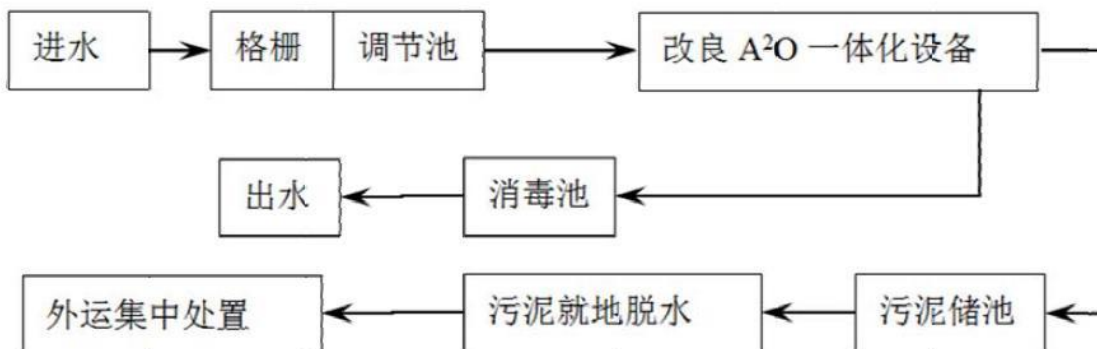 进水
格栅
调节池
改良 A²O 一体化设备
出水
消毒池
外运集中处置
污泥就地脱水
污泥储池